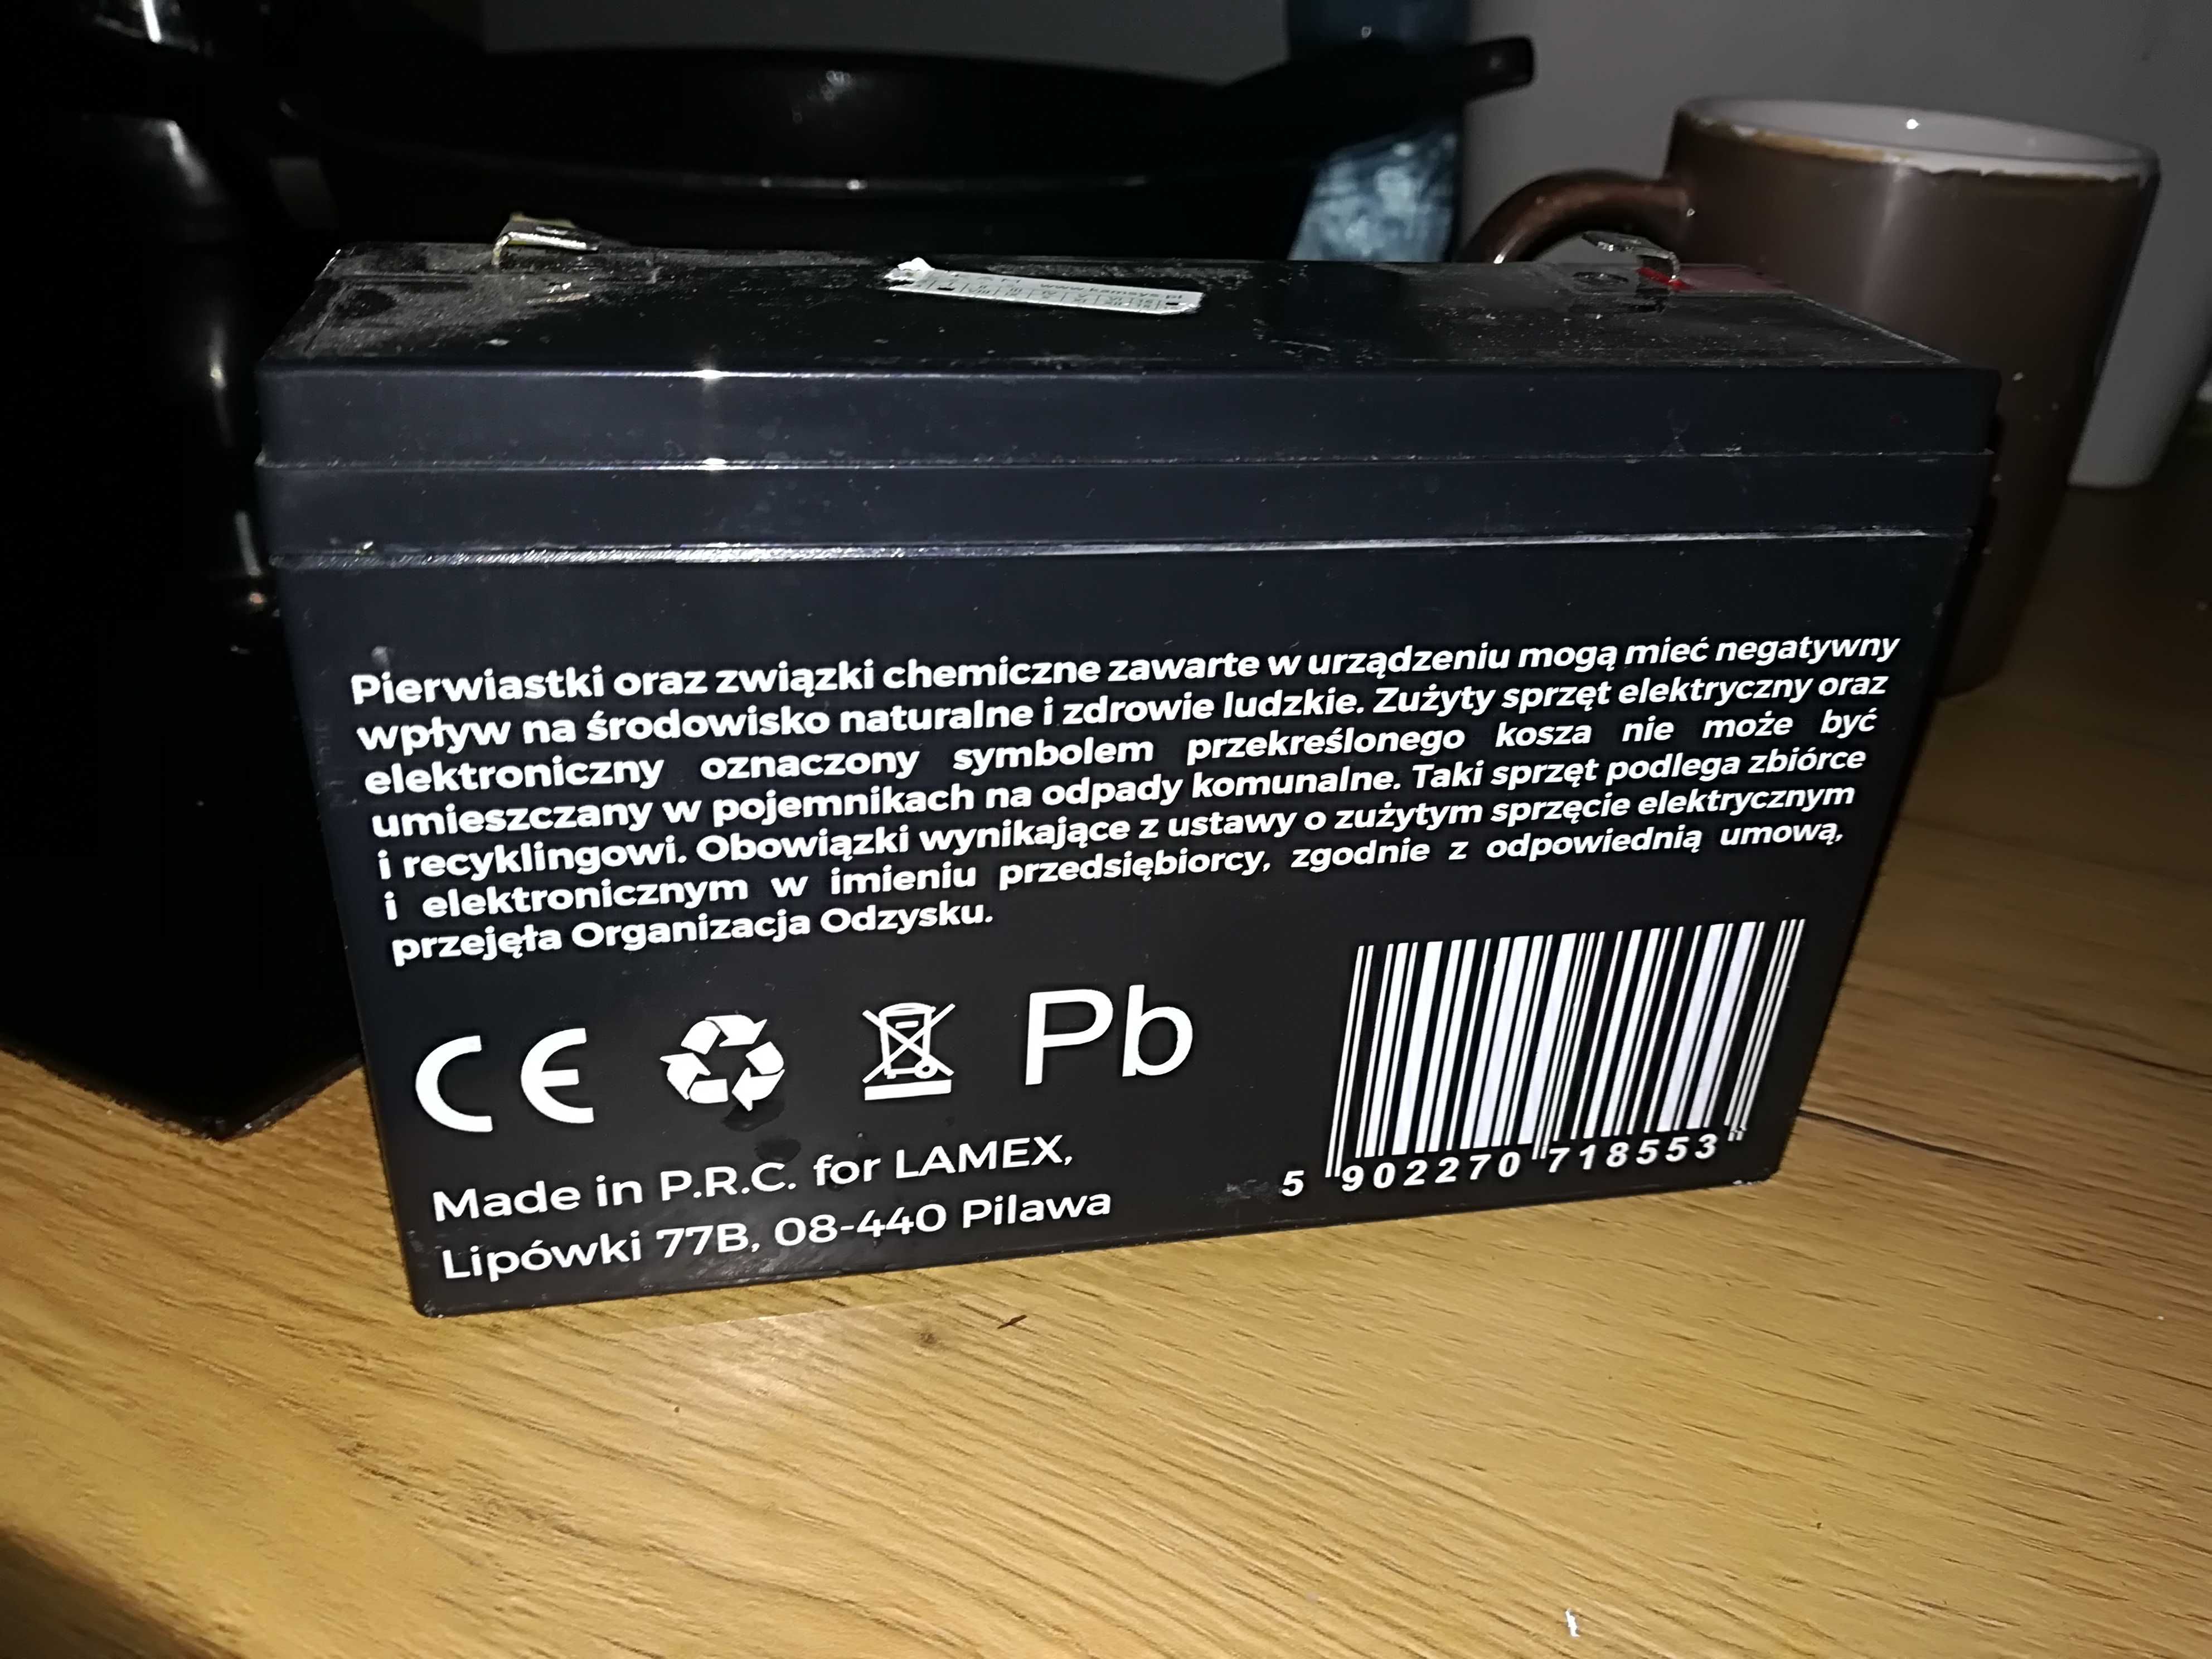 www.kamsys.pl
Pierwiastki oraz związki chemiczne zawarte w urządzeniu mogą mieć negatywny
wpływ na środowisko naturalne i zdrowie ludzkie. Zużyty sprzęt elektryczny oraz
elektroniczny oznaczony symbolem przekreślonego kosza nie może być
umieszczany w pojemnikach na odpady komunalne. Taki sprzęt podlega zbiórce
i recyklingowi. Obowiązki wynikające z ustawy o zużytym sprzęcie elektrycznym
i elektronicznym w imieniu przedsiębiorcy, zgodnie z odpowiednią umową,
przejęła Organizacja Odzysku.
CE Pb
Made in P.R.C. for LAMEX,
Lipówki 77B, 08-440 Pilawa
5 902270 718553